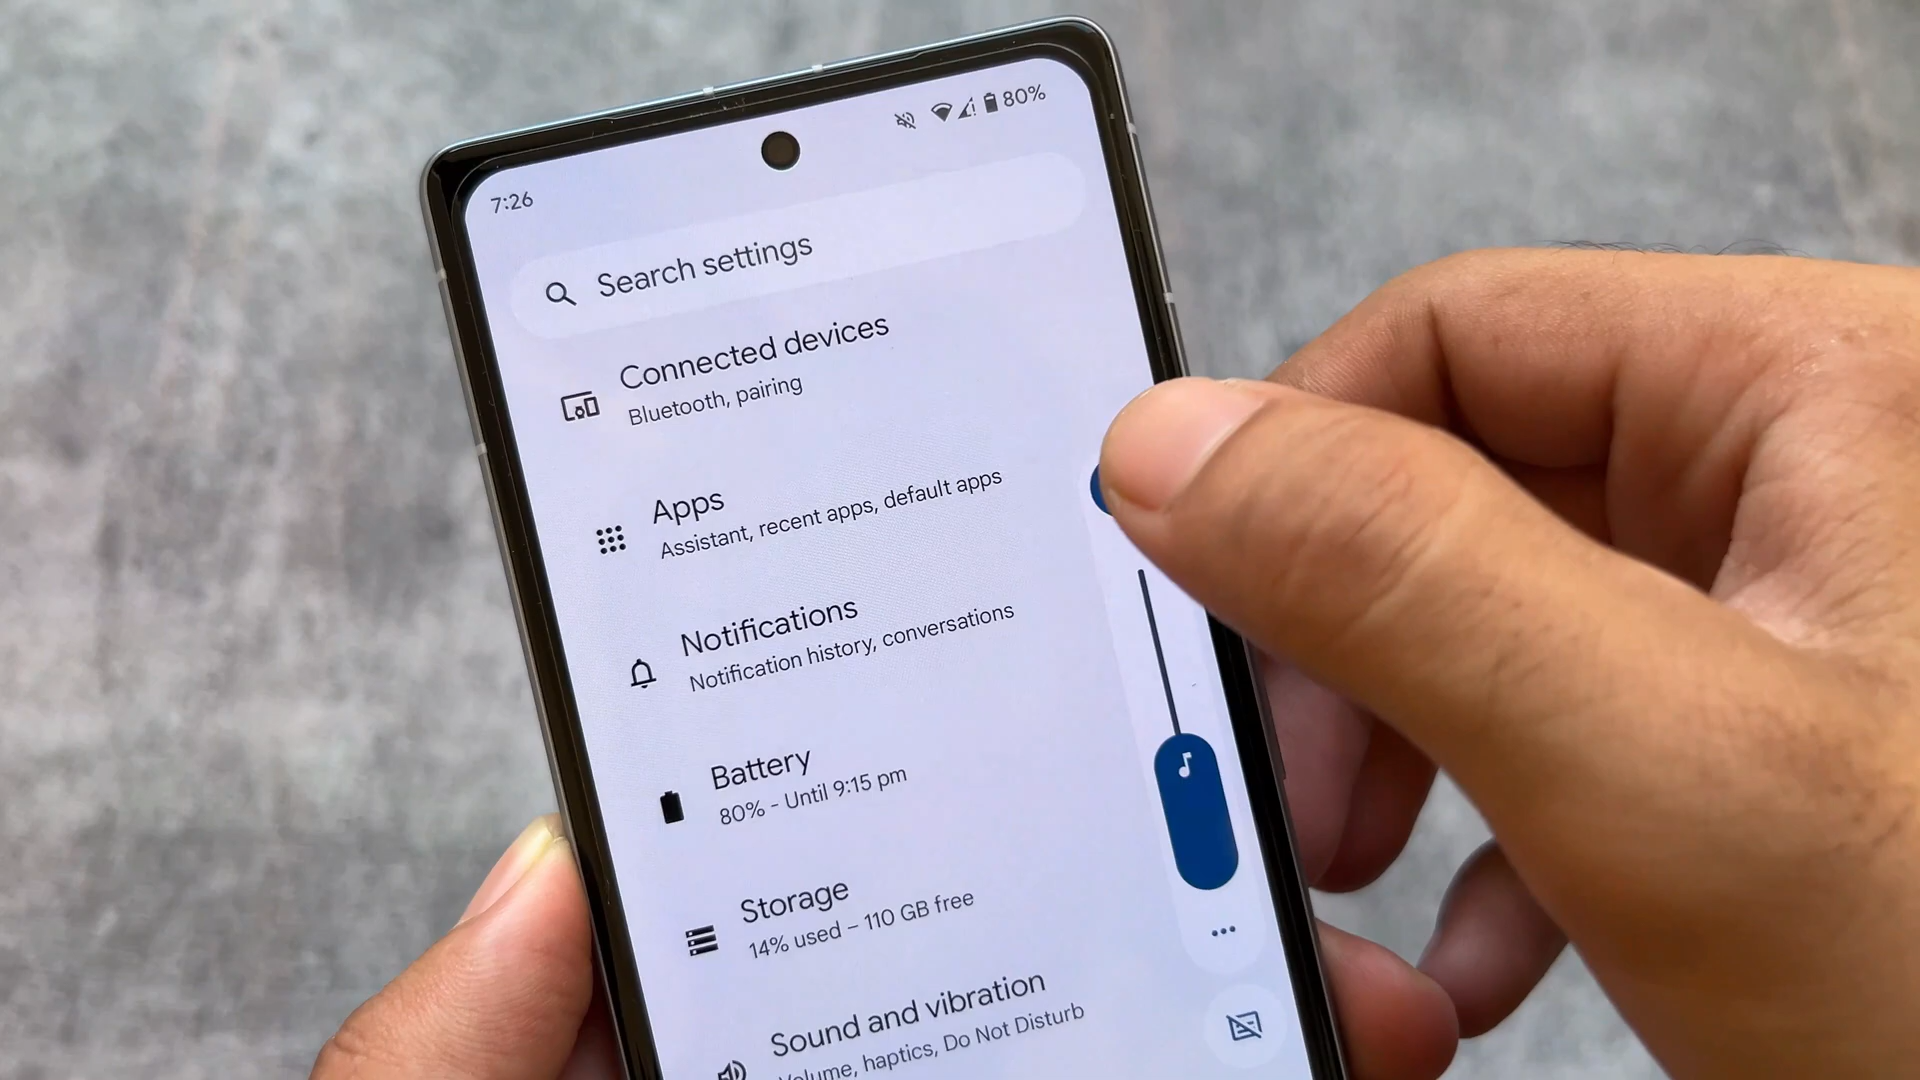 7:26
80%
Search settings
Connected devices
Bluetooth, pairing
Apps
Assistant, recent apps, default apps
Notifications
Notification history, conversations
Battery
80% - Until 9:15 pm
Storage
14% used – 110 GB free
Sound and vibration
Volume, haptics, Do Not Disturb